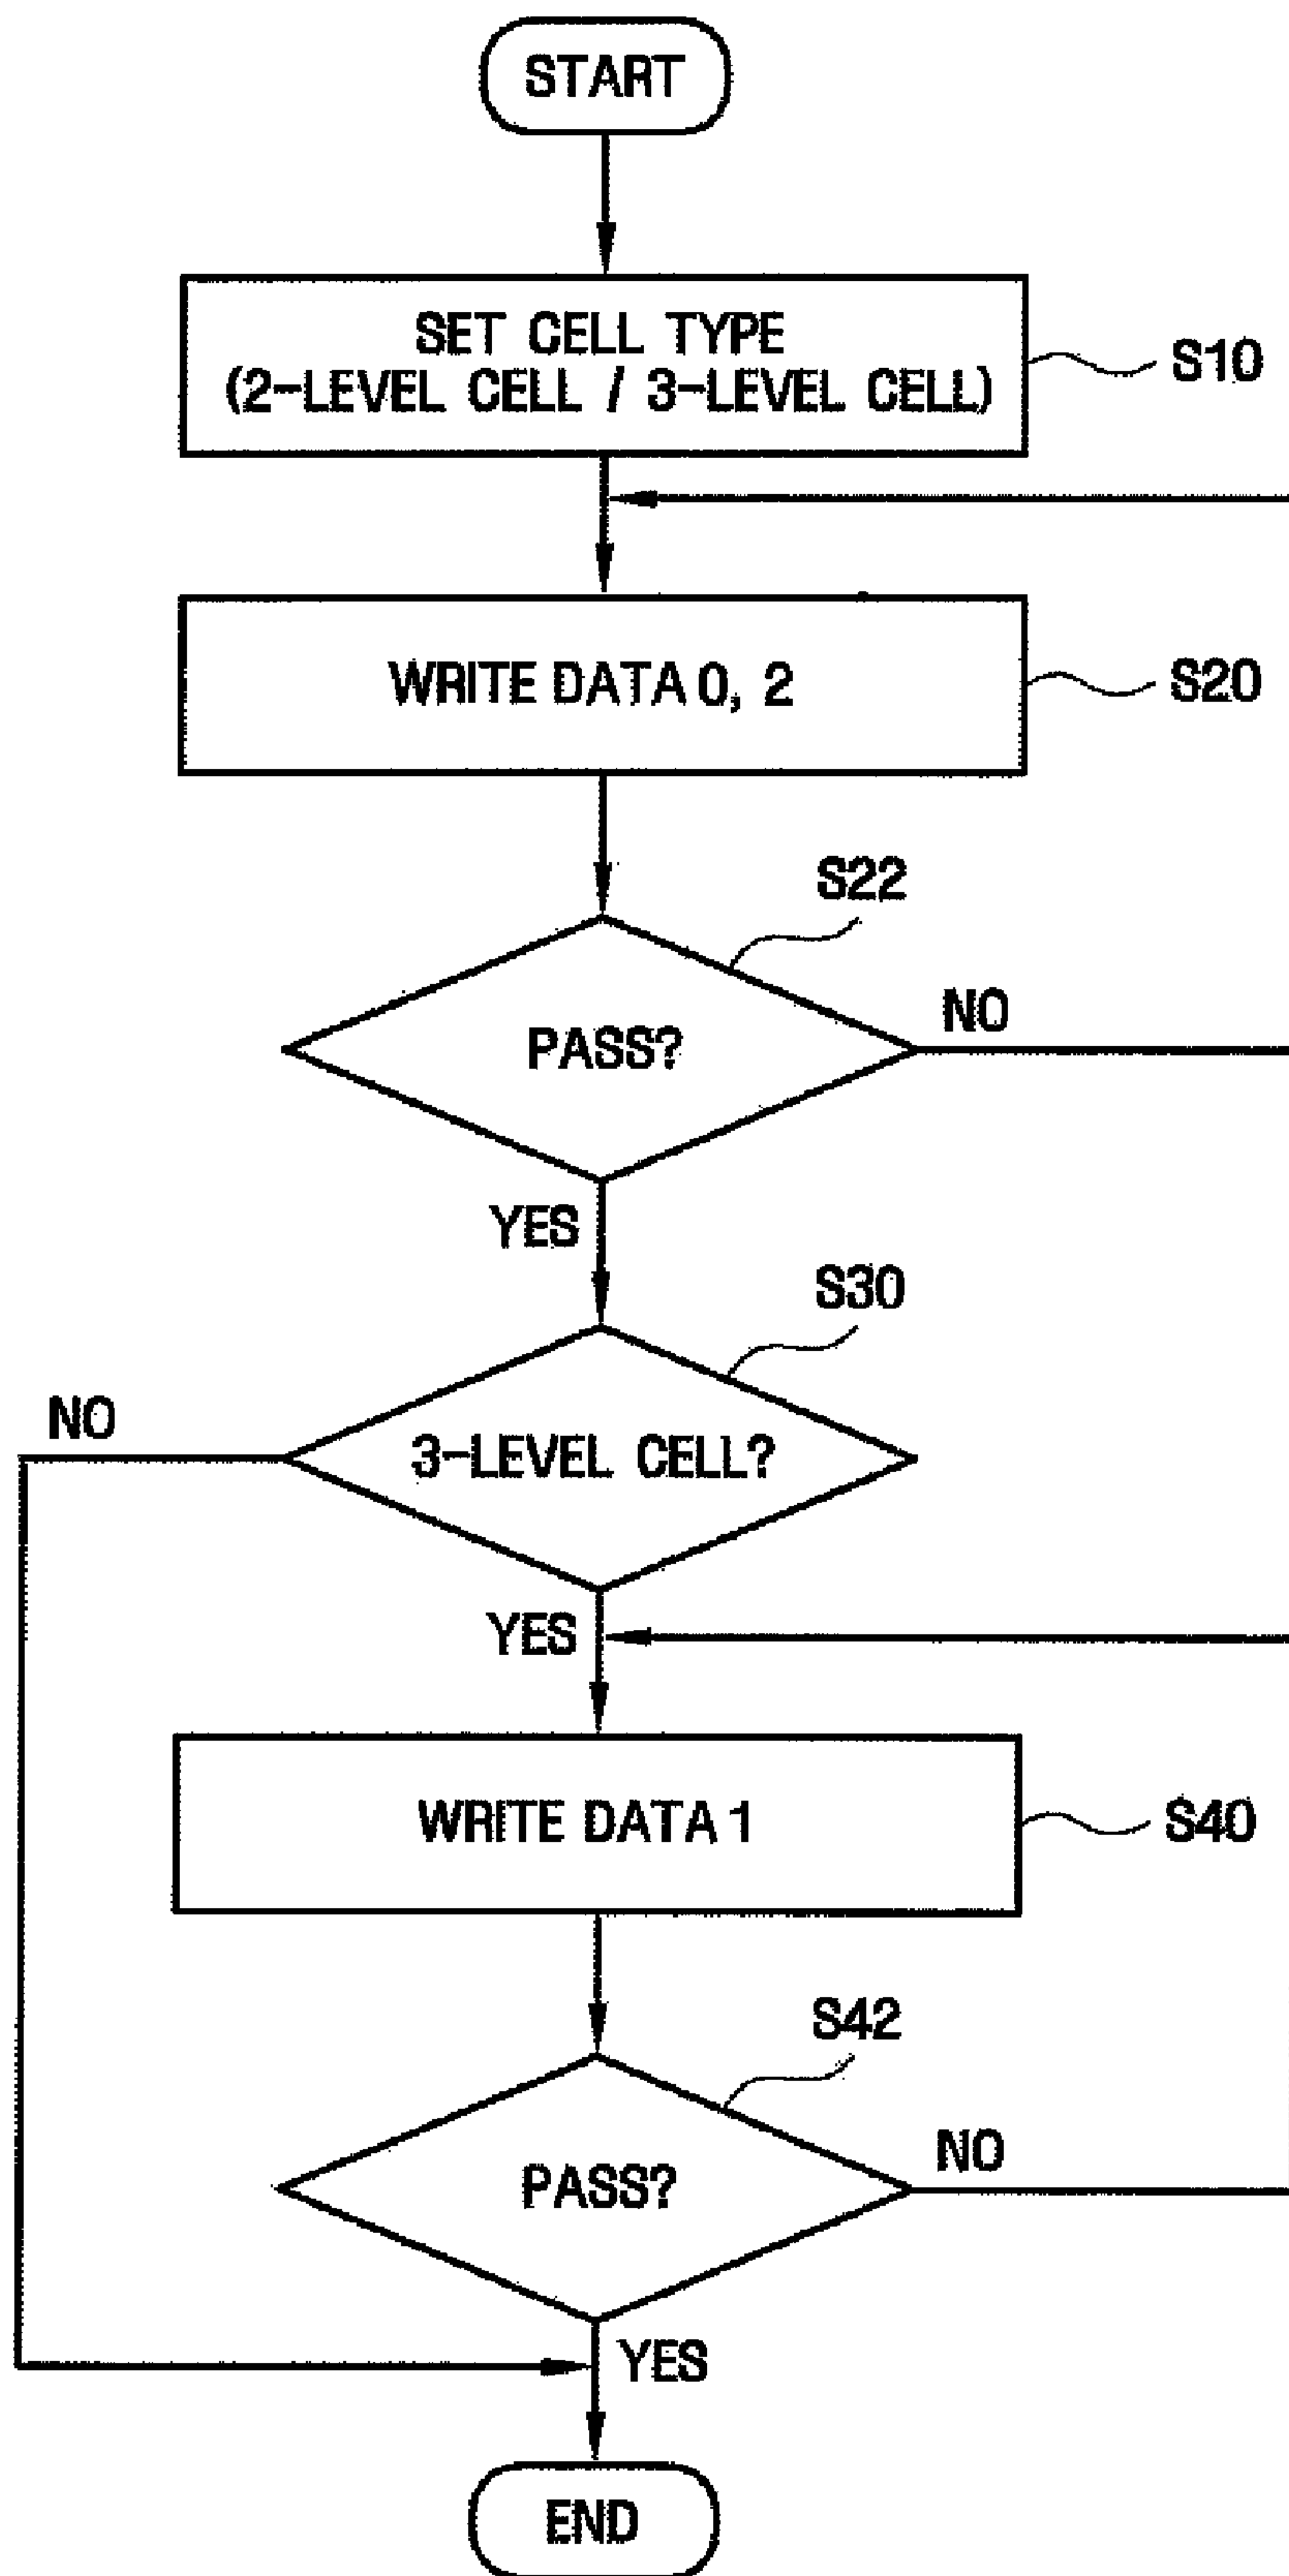 START
SET CELL TYPE
(2-LEVEL CELL / 3-LEVEL CELL)
S10
WRITE DATA 0, 2
S20
S22
PASS?
NO
YES
S30
NO
3-LEVEL CELL?
YES
WRITE DATA 1
S40
S42
PASS?
NO
YES
END